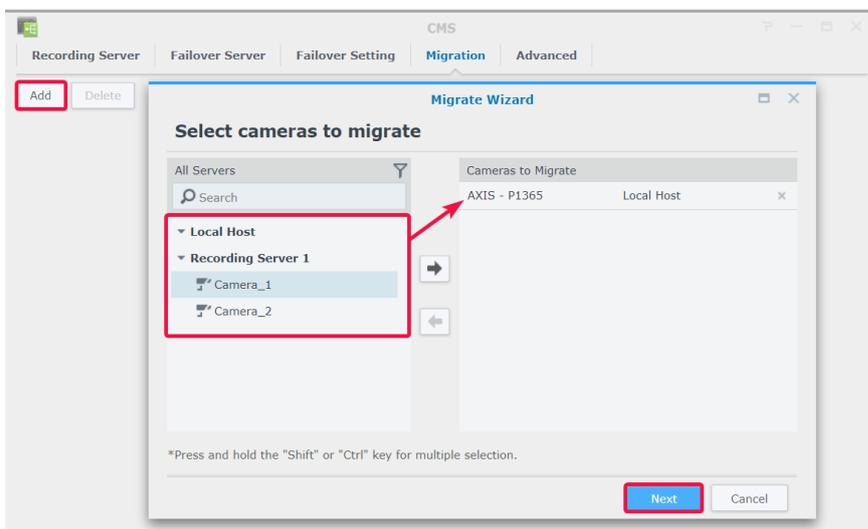 CMS
Recording Server Failover Server Failover Setting Migration Advanced
Add Delete
Migrate Wizard
Select cameras to migrate
All Servers
Search
Local Host
Recording Server 1
Camera_1
Camera_2
Cameras to Migrate
AXIS - P1365 Local Host
*Press and hold the "Shift" or "Ctrl" key for multiple selection.
Next Cancel